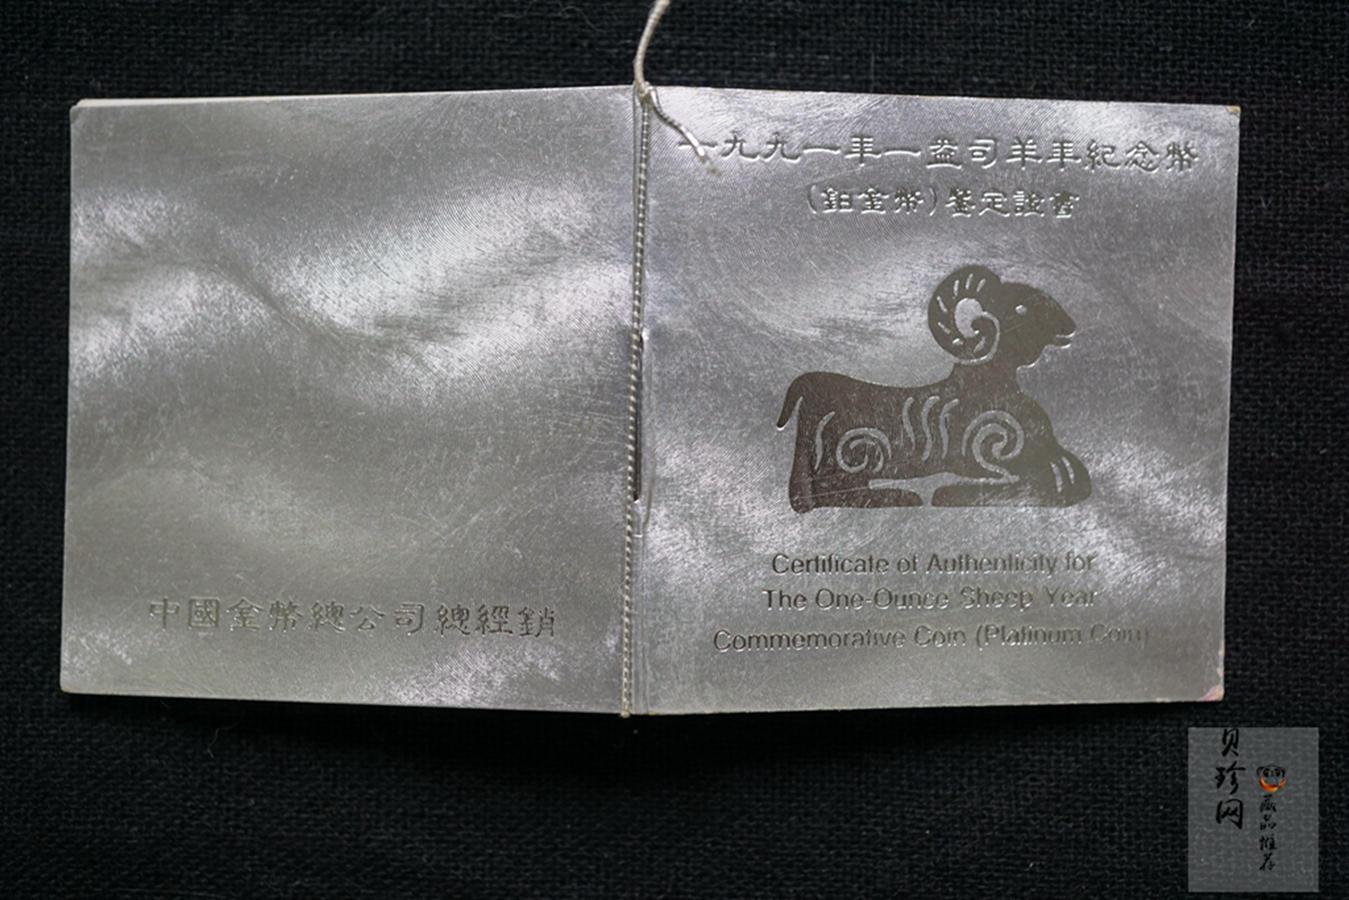 一九九一年一盎司羊年紀念幣
(鉑金幣)鑒定證書
Certificate of Authenticity for
The One-Ounce Sheep Year
Commemorative Coin (Platinum Coin)
中國金幣總公司總經銷
贝珍网
藏品推荐